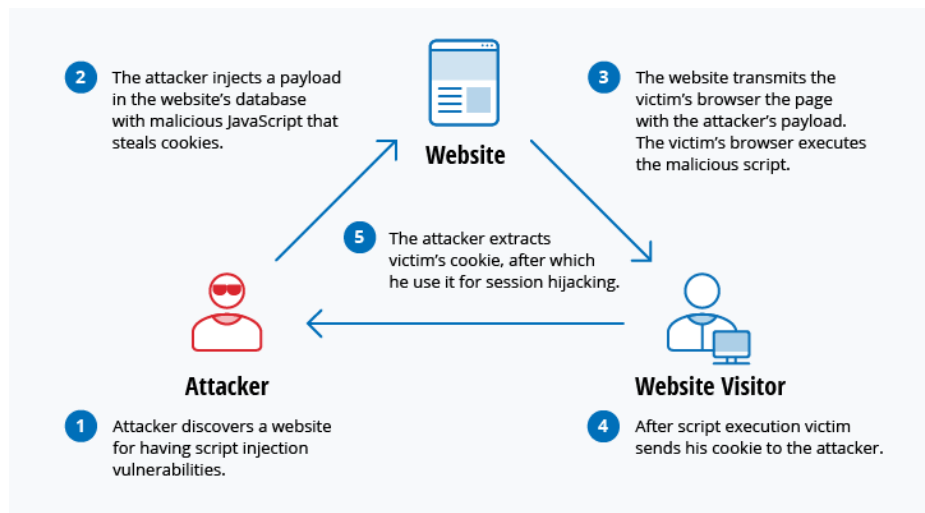 2
The attacker injects a payload
in the website's database
with malicious JavaScript that
steals cookies.
Website
3
The website transmits the
victim's browser the page
with the attacker's payload.
The victim's browser executes
the malicious script.
5
The attacker extracts
victim's cookie, after which
he use it for session hijacking.
Attacker
1
Attacker discovers a website
for having script injection
vulnerabilities.
Website Visitor
4
After script execution victim
sends his cookie to the attacker.